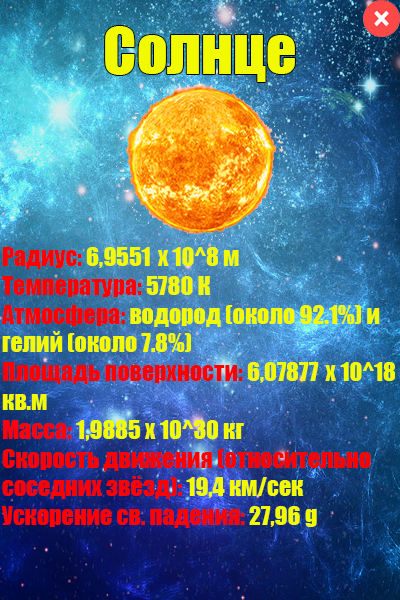 Солнце
Радиус: 6,9551 x 10^8 м
Температура: 5780 К
Атмосфера: водород (около 92.1%) и
гелий (около 7.8%)
Площадь поверхности: 6,07877 x 10^18
кв.м
Масса: 1,9885 x 10^30 кг
Скорость движения (относительно
соседних звёзд): 19,4 км/сек
Ускорение св. падения: 27,96 g